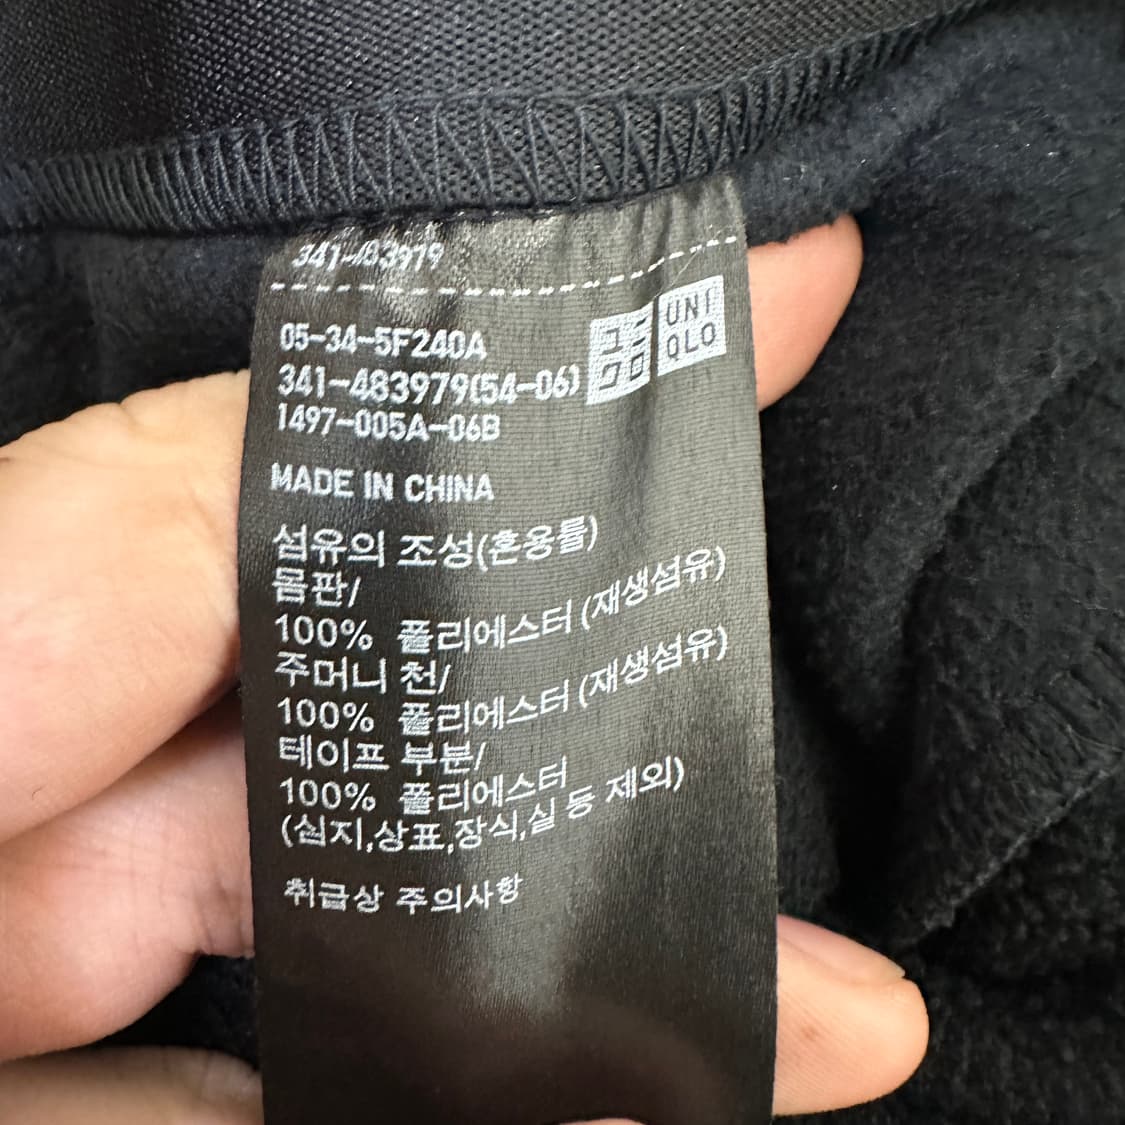 341-483979
05-34-5F240A
341-483979(54-06)
1497-005A-06B
UNI
QLO
MADE IN CHINA
섬유의 조성(혼용률)
몸판/
100% 폴리에스터 (재생섬유)
주머니 천/
100% 폴리에스터 (재생섬유)
테이프 부분/
100% 폴리에스터
(심지,상표,장식,실 등 제외)
취급상 주의사항